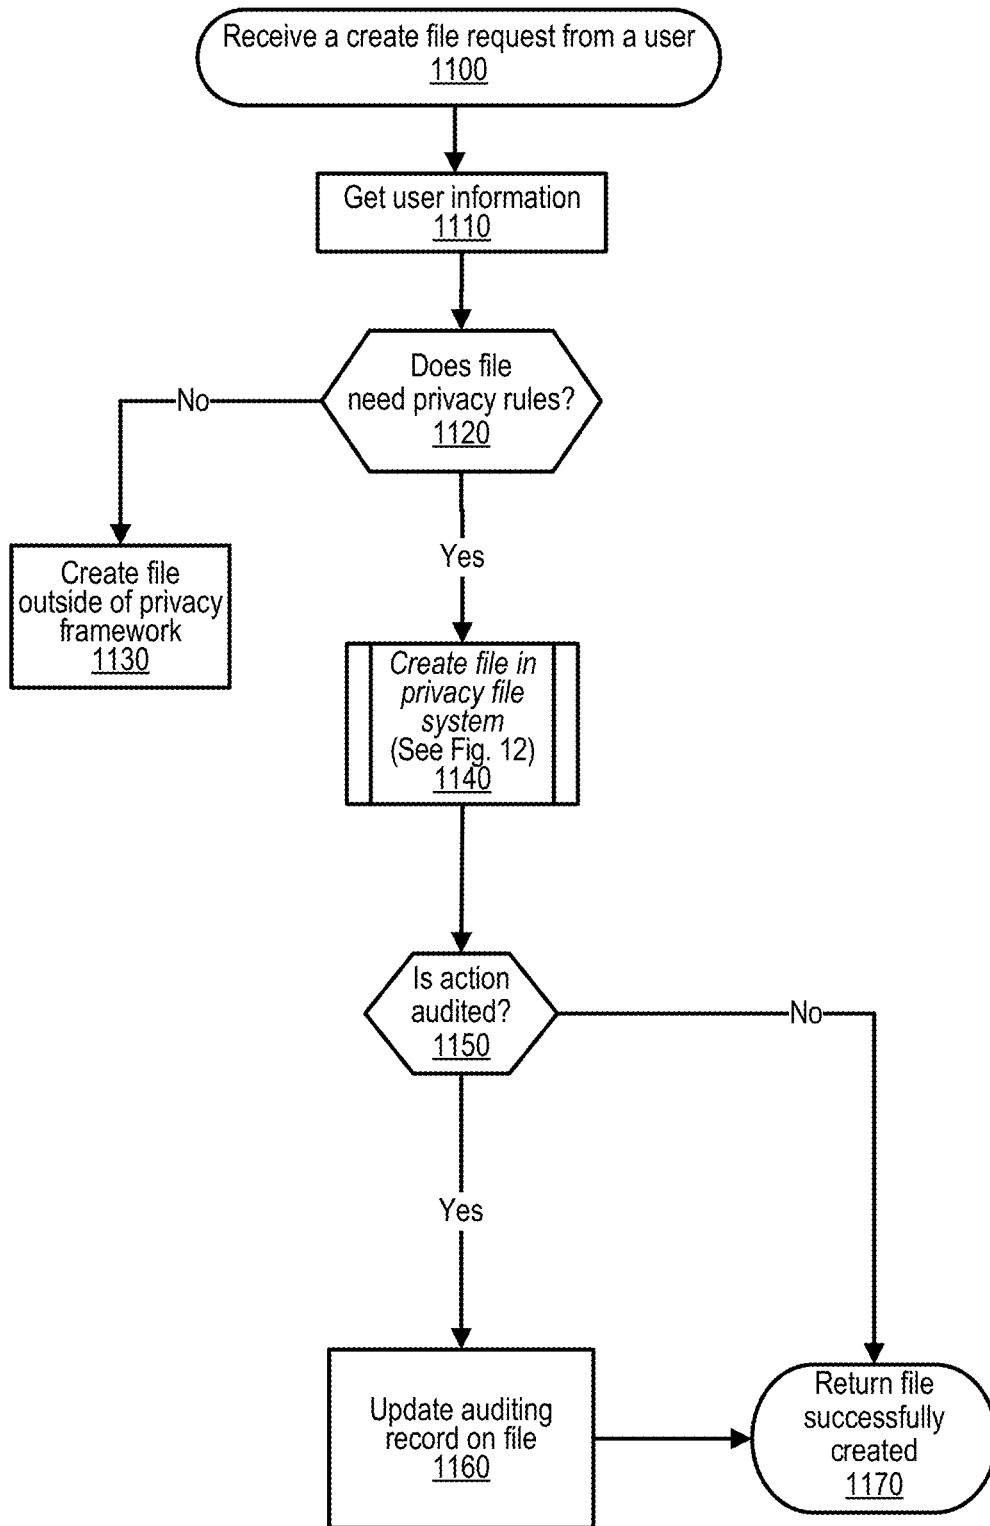 Receive a create file request from a user
1100
Get user information
1110
Does file
need privacy rules?
1120
No
Yes
Create file
outside of privacy
framework
1130
Create file in
privacy file
system
(See Fig. 12)
1140
Is action
audited?
1150
No
Yes
Update auditing
record on file
1160
Return file
successfully
created
1170